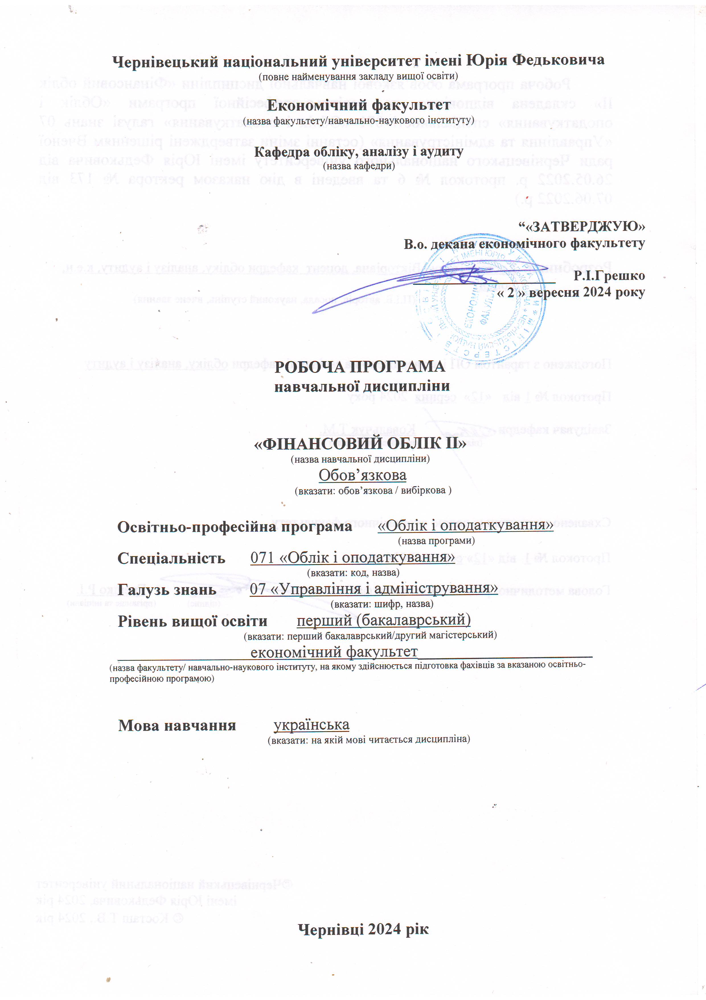 Чернівецький національний університет імені Юрія Федьковича
(повне найменування закладу вищої освіти)
Економічний факультет
(назва факультету/навчально-наукового інституту)
Кафедра обліку, аналізу і аудиту
(назва кафедри)
“«ЗАТВЕРДЖУЮ»
В.о. декана економічного факультету
Р.І.Грешко
« 2 » вересня 2024 року
ЕКОНОМІЧНИЙ
ФАКУЛЬТЕТ
РОБОЧА ПРОГРАМА
навчальної дисципліни
«ФІНАНСОВИЙ ОБЛІК ІІ»
(назва навчальної дисципліни)
Обов’язкова
(вказати: обов’язкова / вибіркова )
Освітньо-професійна програма «Облік і оподаткування»
(назва програми)
Спеціальність 071 «Облік і оподаткування»
(вказати: код, назва)
Галузь знань 07 «Управління і адміністрування»
(вказати: шифр, назва)
Рівень вищої освіти перший (бакалаврський)
(вказати: перший бакалаврський/другий магістерський)
економічний факультет
(назва факультету/ навчально-наукового інституту, на якому здійснюється підготовка фахівців за вказаною освітньо-
професійною програмою)
Мова навчання українська
(вказати: на якій мові читається дисципліна)
Чернівці 2024 рік